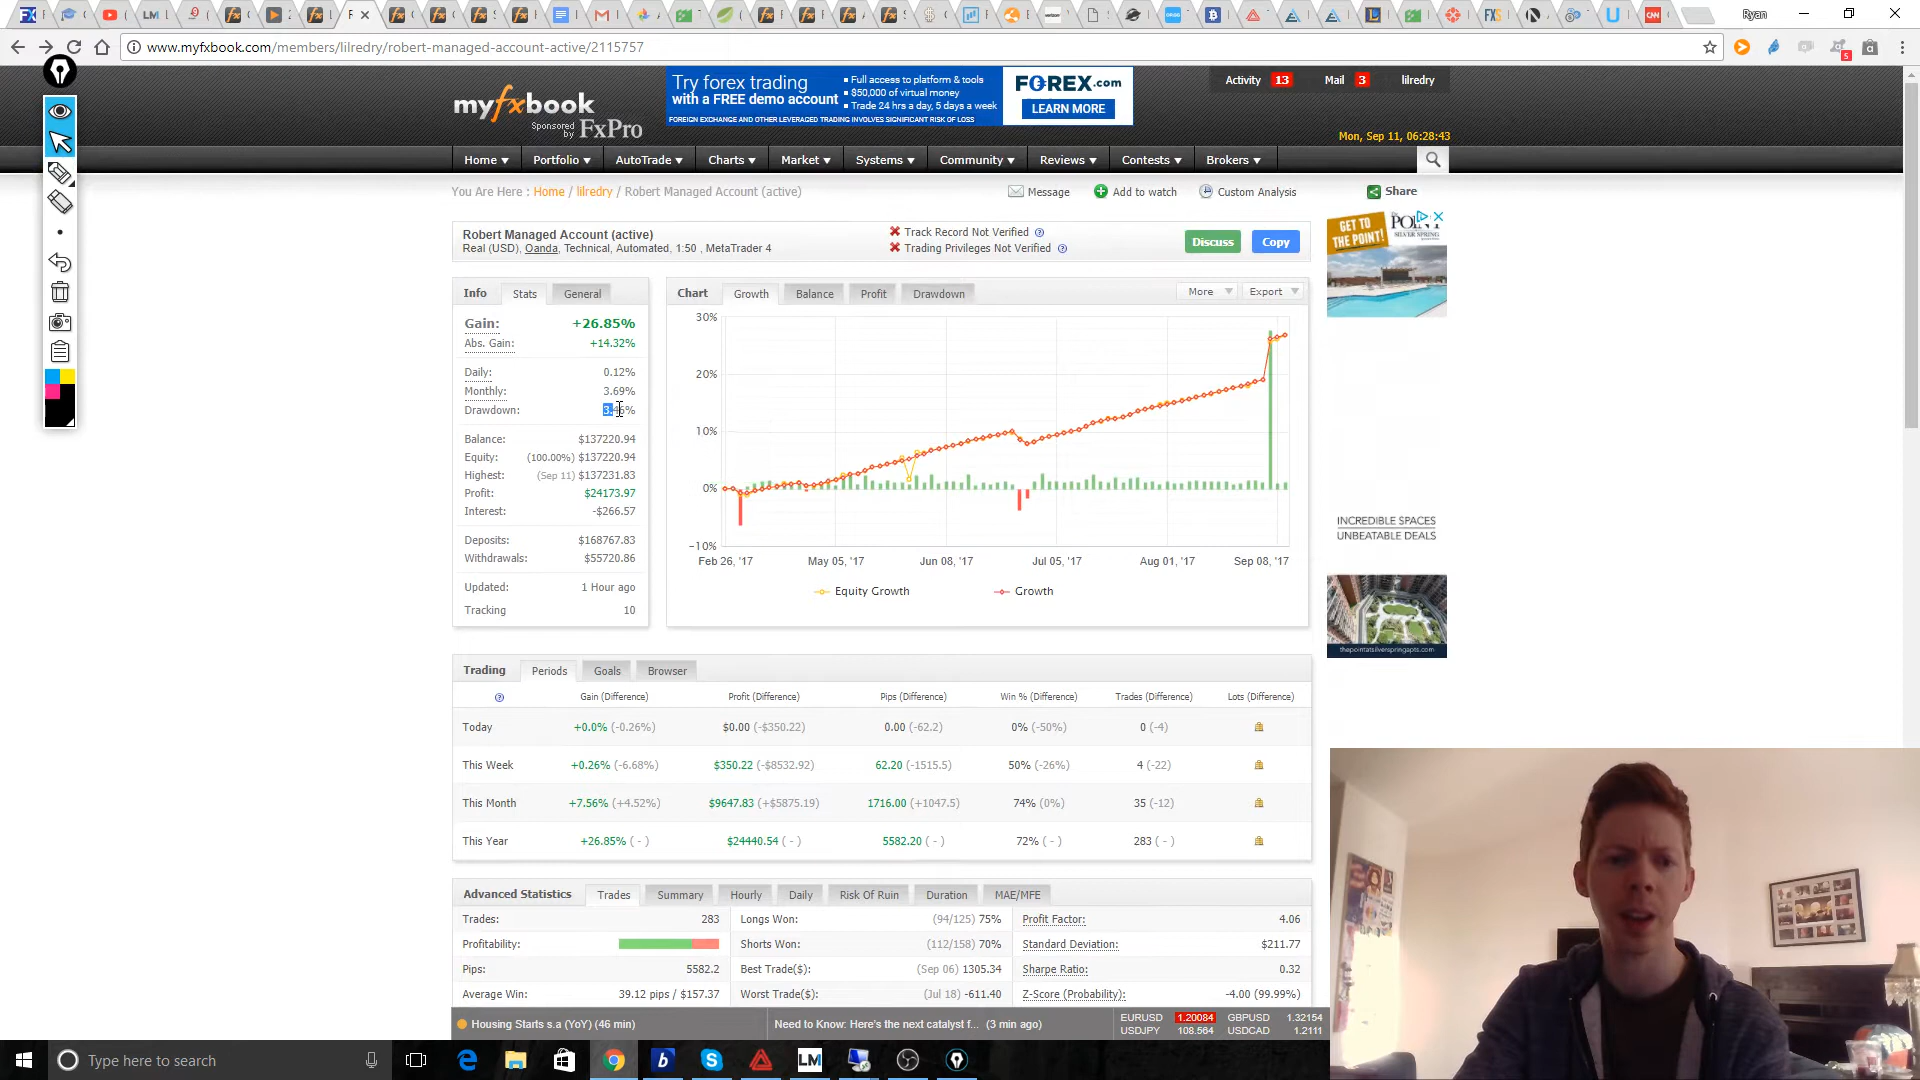 Ryan
www.myfxbook.com/members/lilredry/robert-managed-account-active/2115757
myfxbook
Sponsored by FxPro
Try forex trading
with a FREE demo account
Full access to platform & tools
$50,000 of virtual money
Trade 24 hrs a day, 5 days a week
FOREX.com
LEARN MORE
FOREIGN EXCHANGE AND OTHER LEVERAGED TRADING INVOLVES SIGNIFICANT RISK OF LOSS
Activity 13 Mail 3 lilredry
Mon, Sep 11, 06:28:43
Home Portfolio AutoTrade Charts Market Systems Community Reviews Contests Brokers
You Are Here : Home / lilredry / Robert Managed Account (active)
Message Add to watch Custom Analysis Share
Robert Managed Account (active)
Real (USD), Oanda, Technical, Automated, 1:50 , MetaTrader 4
Track Record Not Verified
Trading Privileges Not Verified
Discuss Copy
GET TO THE POINT!
SILVER SPRING
Info Stats General
Gain: +26.85%
Abs. Gain: +14.32%
Daily: 0.12%
Monthly: 3.69%
Drawdown:
Balance: $137220.94
Equity: (100.00%) $137220.94
Highest: (Sep 11) $137231.83
Profit: $24173.97
Interest: -$266.57
Deposits: $168767.83
Withdrawals: $55720.86
Updated: 1 Hour ago
Tracking 10
Chart Growth Balance Profit Drawdown More Export
30%
20%
10%
0%
-10%
Feb 26, '17 May 05, '17 Jun 08, '17 Jul 05, '17 Aug 01, '17 Sep 08, '17
Equity Growth Growth
INCREDIBLE SPACES
UNBEATABLE DEALS
www.thepointatsilverspringapts.com
Trading Periods Goals Browser
Gain (Difference) Profit (Difference) Pips (Difference) Win % (Difference) Trades (Difference) Lots (Difference)
Today +0.0% (-0.26%) $0.00 (-$350.22) 0.00 (-62.2) 0% (-50%) 0 (-4)
This Week +0.26% (-6.68%) $350.22 (-$8532.92) 62.20 (-1515.5) 50% (-26%) 4 (-22)
This Month +7.56% (+4.52%) $9647.83 (+$5875.19) 1716.00 (+1047.5) 74% (0%) 35 (-12)
This Year +26.85% ( - ) $24440.54 ( - ) 5582.20 ( - ) 72% ( - ) 283 ( - )
Advanced Statistics Trades Summary Hourly Daily Risk Of Ruin Duration MAE/MFE
Trades: 283 Longs Won: (94/125) 75% Profit Factor: 4.06
Profitability: Shorts Won: (112/158) 70% Standard Deviation: $211.77
Pips: 5582.2 Best Trade($): (Sep 06) 1305.34 Sharpe Ratio: 0.32
Average Win: 39.12 pips / $157.37 Worst Trade($): (Jul 18) -611.40 Z-Score (Probability): -4.00 (99.99%)
Housing Starts s.a (YoY) (46 min) Need to Know: Here's the next catalyst f... (3 min ago)
EURUSD 1.20084 GBPUSD 1.32154
USDJPY 108.564 USDCAD 1.2111
Type here to search